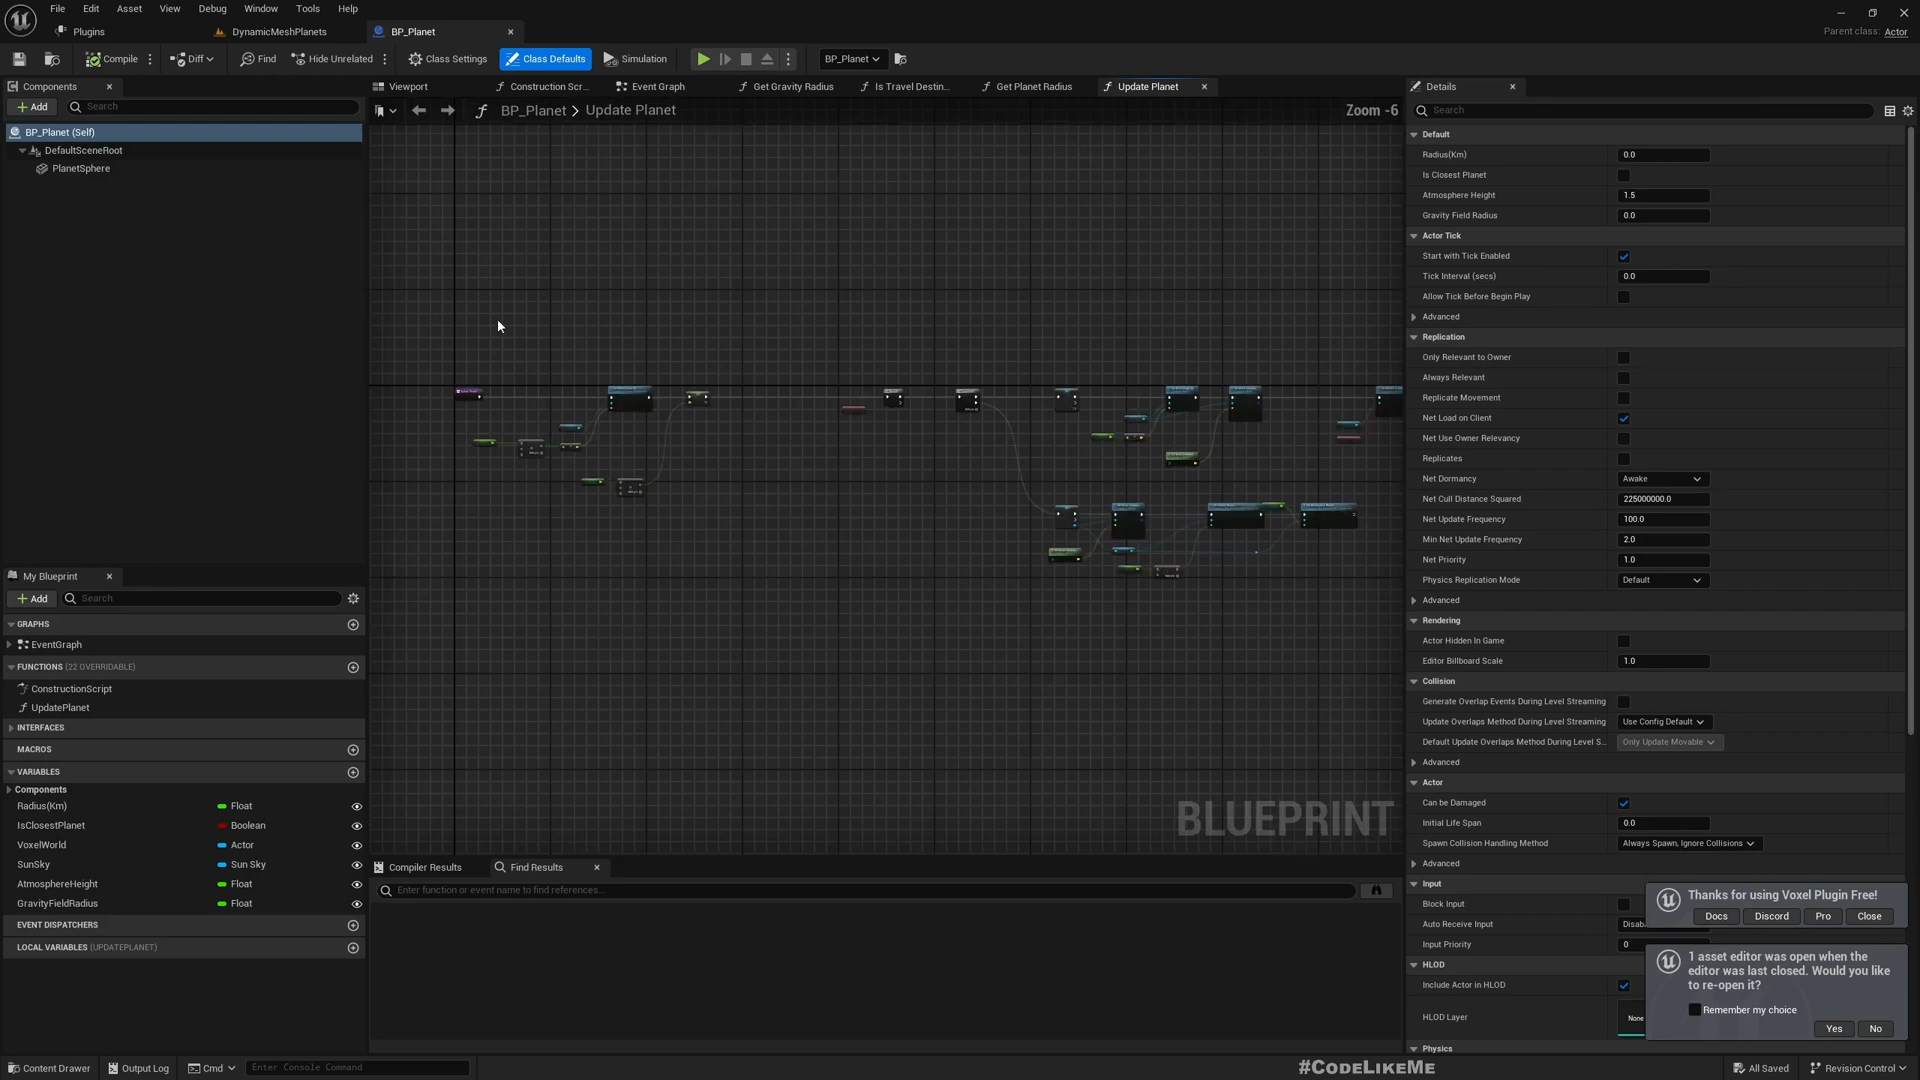 File Edit Asset View Debug Window Tools Help
Plugins DynamicMeshPlanets BP_Planet
Parent class: Actor
Compile Diff Find Hide Unrelated Class Settings Class Defaults Simulation BP_Planet
Components
Add Search
BP_Planet (Self)
DefaultSceneRoot
PlanetSphere
Viewport Construction Scr... Event Graph Get Gravity Radius Is Travel Destin... Get Planet Radius Update Planet
BP_Planet > Update Planet Zoom -6
BLUEPRINT
My Blueprint
Add Search
GRAPHS
EventGraph
FUNCTIONS (22 OVERRIDABLE)
ConstructionScript
UpdatePlanet
INTERFACES
MACROS
VARIABLES
Components
Radius(Km) Float
IsClosestPlanet Boolean
VoxelWorld Actor
SunSky Sun Sky
AtmosphereHeight Float
GravityFieldRadius Float
EVENT DISPATCHERS
LOCAL VARIABLES (UPDATEPLANET)
Compiler Results Find Results
Enter function or event name to find references...
Details
Search
Default
Radius(Km) 0.0
Is Closest Planet
Atmosphere Height 1.5
Gravity Field Radius 0.0
Actor Tick
Start with Tick Enabled
Tick Interval (secs) 0.0
Allow Tick Before Begin Play
Advanced
Replication
Only Relevant to Owner
Always Relevant
Replicate Movement
Net Load on Client
Net Use Owner Relevancy
Replicates
Net Dormancy Awake
Net Cull Distance Squared 225000000.0
Net Update Frequency 100.0
Min Net Update Frequency 2.0
Net Priority 1.0
Physics Replication Mode Default
Advanced
Rendering
Actor Hidden In Game
Editor Billboard Scale 1.0
Collision
Generate Overlap Events During Level Streaming
Update Overlaps Method During Level Streaming Use Config Default
Default Update Overlaps Method During Level S... Only Update Movable
Advanced
Actor
Can be Damaged
Initial Life Span 0.0
Spawn Collision Handling Method Always Spawn, Ignore Collisions
Advanced
Input
Block Input
Auto Receive Input Disab
Input Priority 0
HLOD
Include Actor in HLOD
HLOD Layer None
Physics
Thanks for using Voxel Plugin Free!
Docs Discord Pro Close
1 asset editor was open when the
editor was last closed. Would you like
to re-open it?
Remember my choice
Yes No
Content Drawer Output Log Cmd Enter Console Command #CODELIKEME All Saved Revision Control